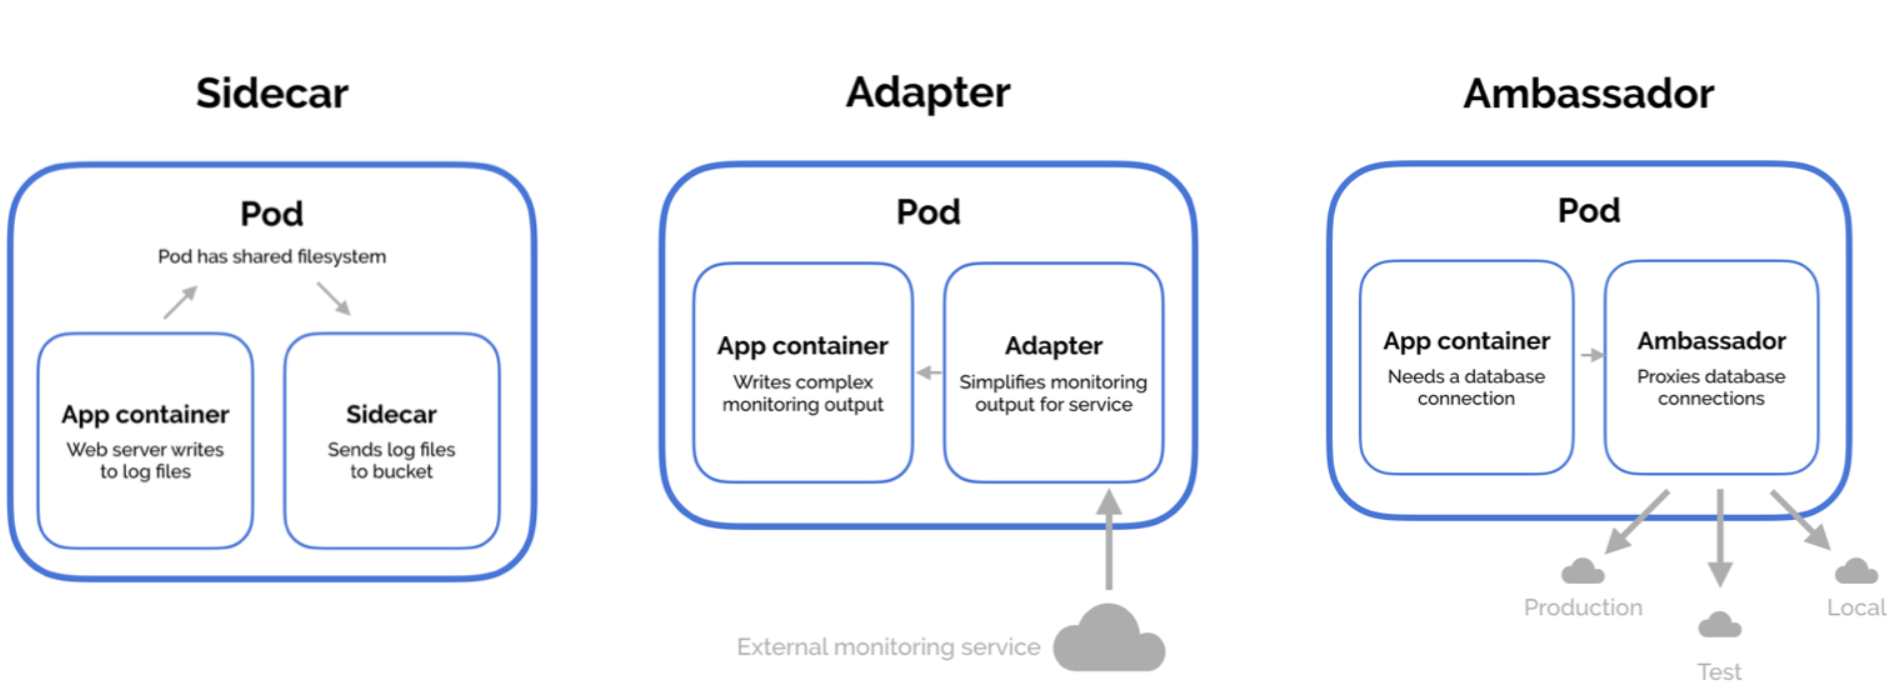 Sidecar
Pod
Pod has shared filesystem
App container
Web server writes
to log files
Sidecar
Sends log files
to bucket
Adapter
Pod
App container
Writes complex
monitoring output
Adapter
Simplifies monitoring
output for service
External monitoring service
Ambassador
Pod
App container
Needs a database
connection
Ambassador
Proxies database
connections
Production
Test
Local